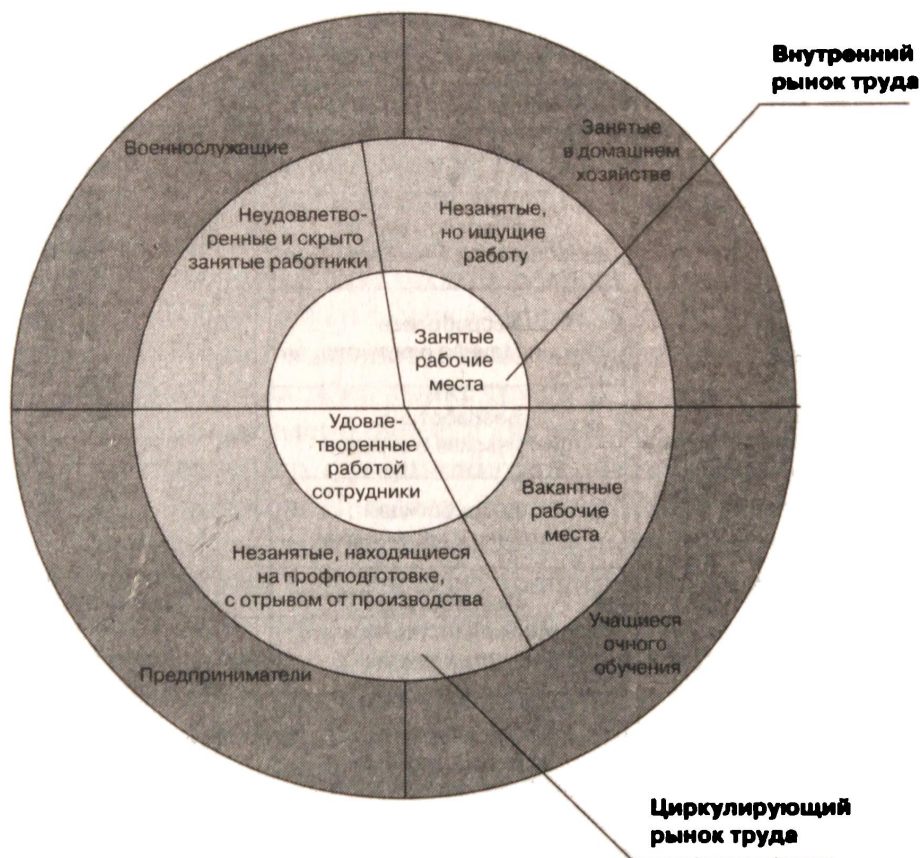 Внутренний
рынок труда
Занятые
в домашнем
хозяйстве
Военнослужащие
Незанятые,
но ищущие
работу
Неудовлетво-
ренные и скрыто
занятые работники
Занятые
рабочие
места
Удовле-
творенные
работой
сотрудники
Вакантные
рабочие
места
Незанятые, находящиеся
на профподготовке,
с отрывом от производства
Учащиеся
очного
обучения
Предприниматели
Циркулирующий
рынок труда